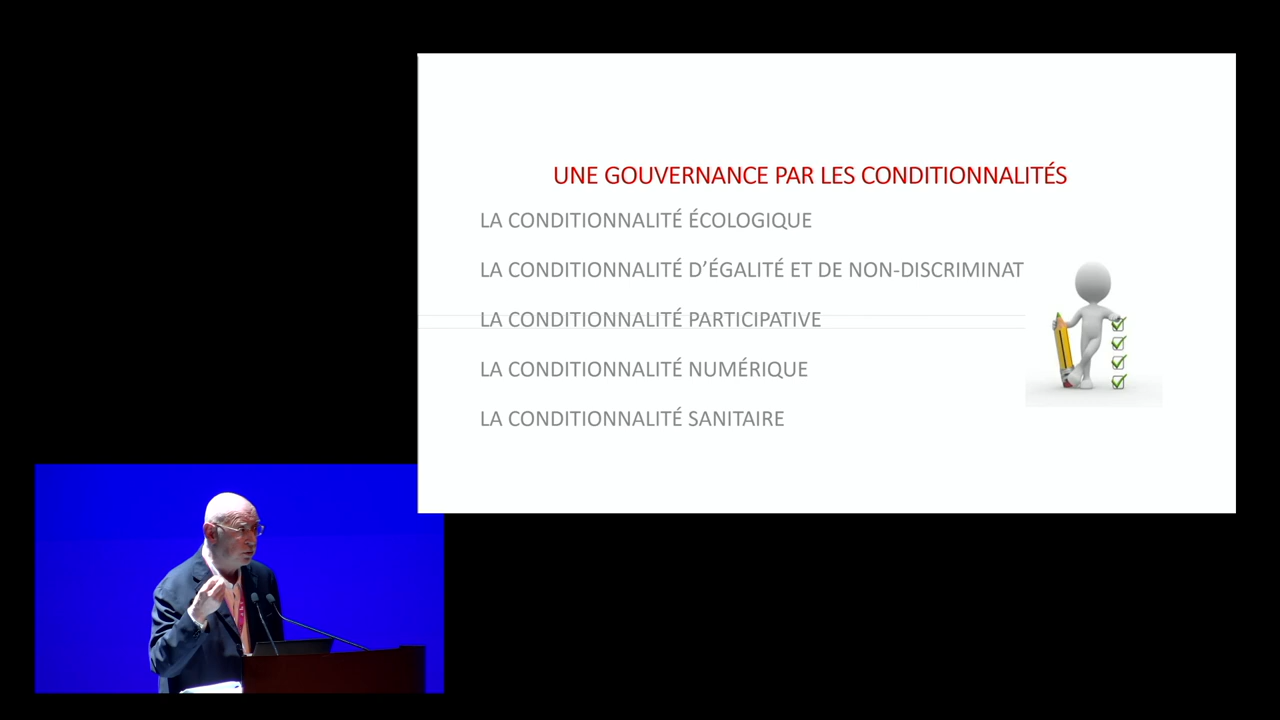 UNE GOUVERNANCE PAR LES CONDITIONNALITÉS
LA CONDITIONNALITÉ ÉCOLOGIQUE
LA CONDITIONNALITÉ D’ÉGALITÉ ET DE NON-DISCRIMINAT
LA CONDITIONNALITÉ PARTICIPATIVE
LA CONDITIONNALITÉ NUMÉRIQUE
LA CONDITIONNALITÉ SANITAIRE